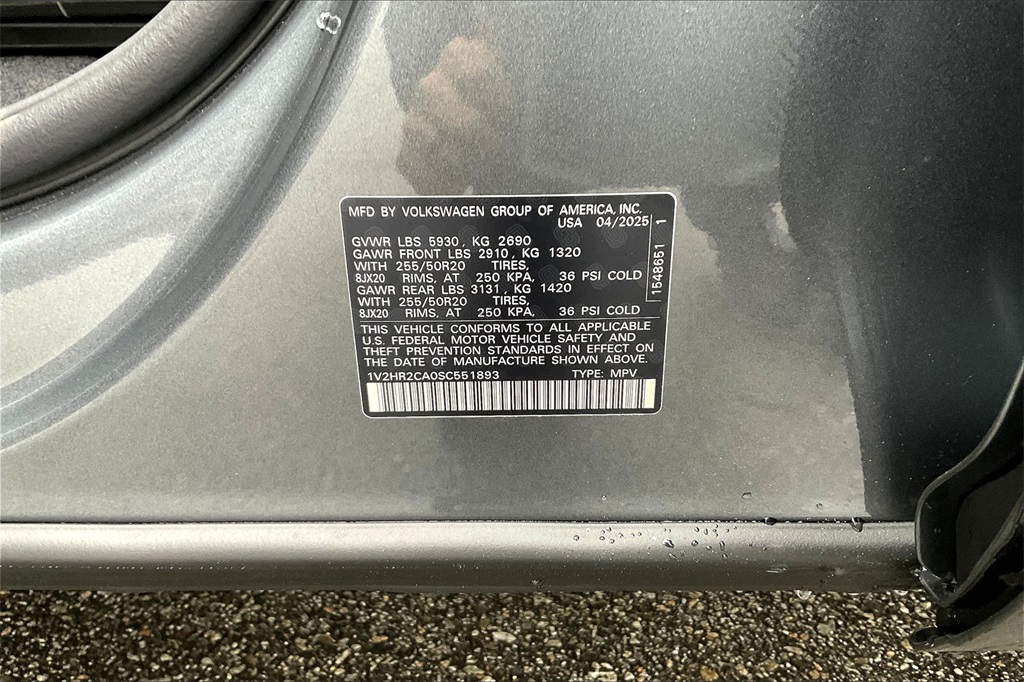 MFD BY VOLKSWAGEN GROUP OF AMERICA, INC.
USA 04/2025
GVWR LBS 5930, KG 2690
GAWR FRONT LBS 2910, KG 1320
WITH 255/50R20 TIRES,
8JX20 RIMS, AT 250 KPA, 36 PSI COLD
GAWR REAR LBS 3131, KG 1420
WITH 255/50R20 TIRES,
8JX20 RIMS, AT 250 KPA, 36 PSI COLD
1548651 1
THIS VEHICLE CONFORMS TO ALL APPLICABLE
U.S. FEDERAL MOTOR VEHICLE SAFETY AND
THEFT PREVENTION STANDARDS IN EFFECT ON
THE DATE OF MANUFACTURE SHOWN ABOVE.
1V2HR2CA0SC551893 TYPE: MPV